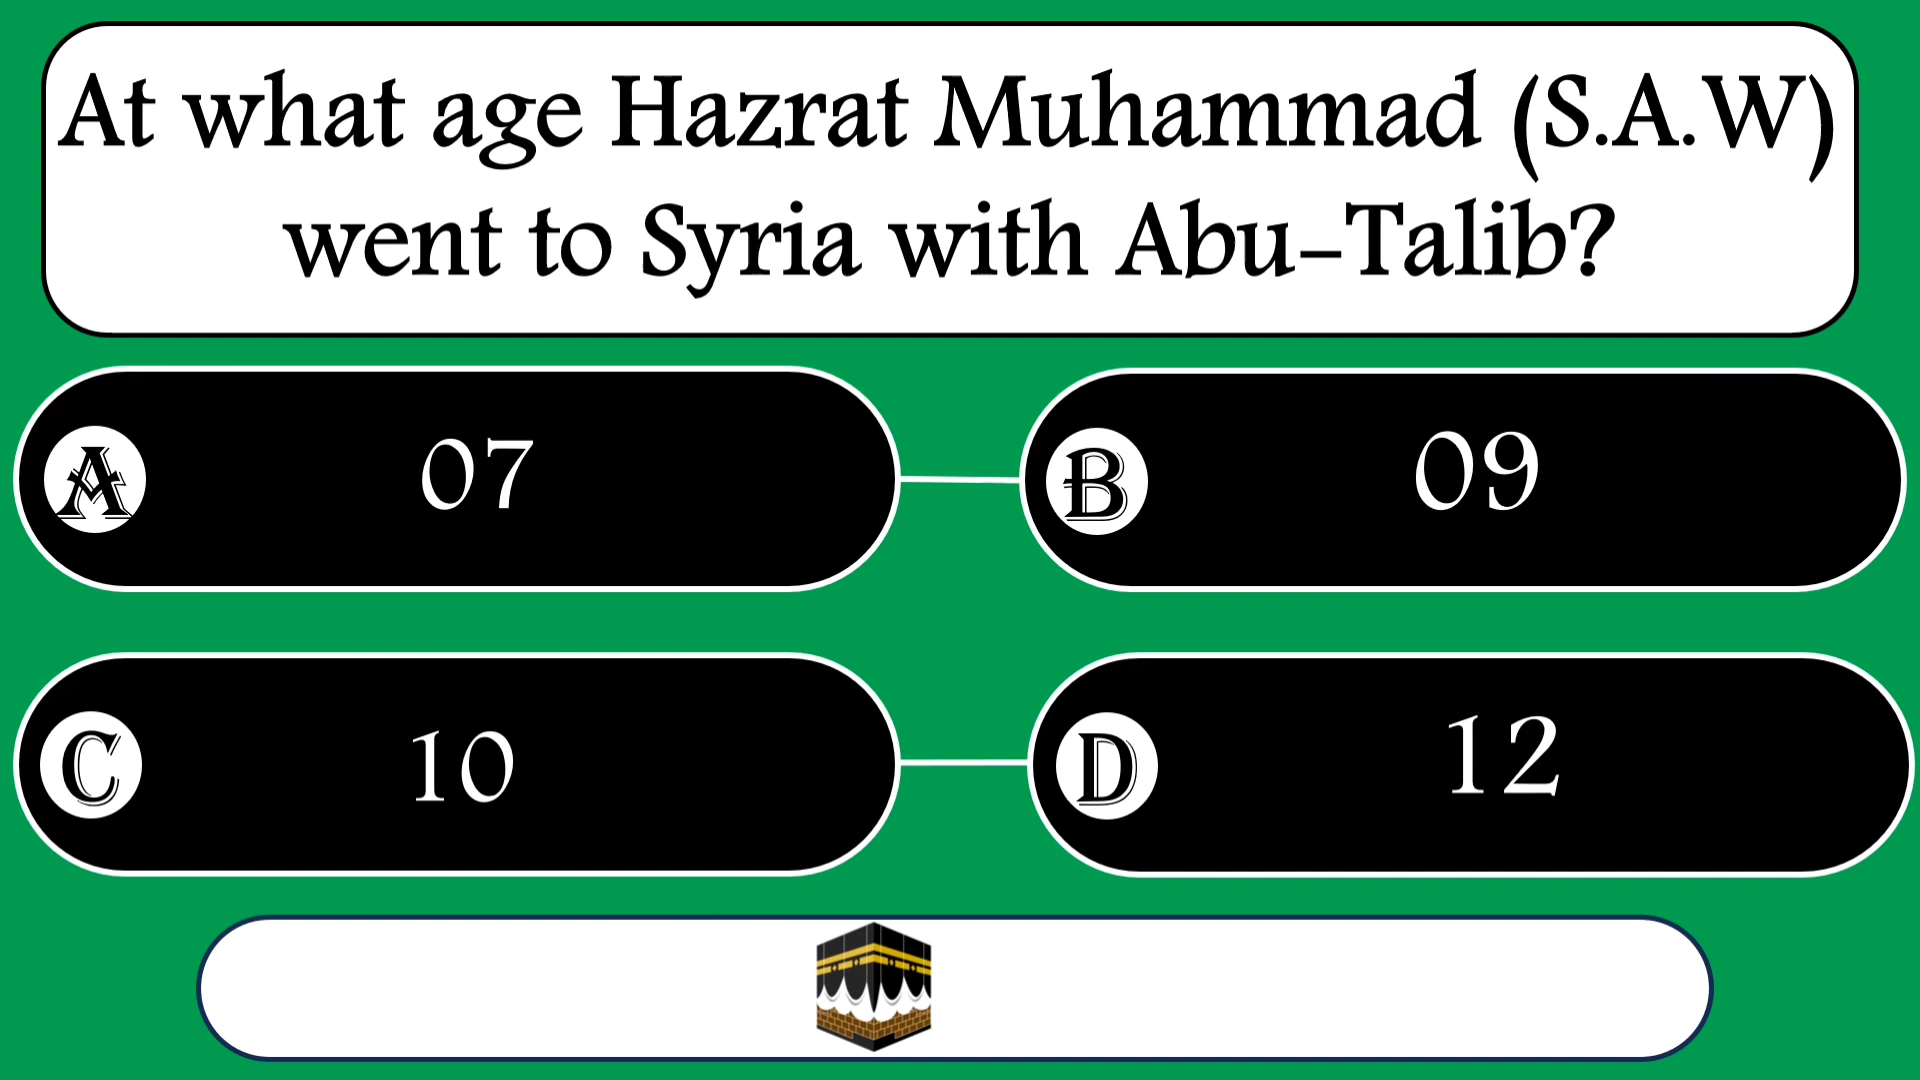 At what age Hazrat Muhammad (S.A.W)
went to Syria with Abu-Talib?
A 07
B 09
C 10
D 12